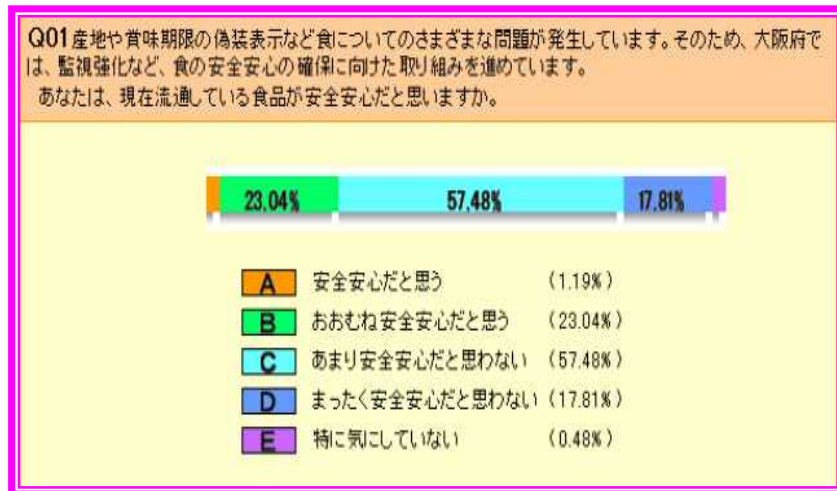 Q01 産地や賞味期限の偽装表示など食についてのさまざまな問題が発生しています。そのため、大阪府で
は、監視強化など、食の安全安心の確保に向けた取り組みを進めています。
あなたは、現在流通している食品が安全安心だと思いますか。
23.04% 57.48% 17.81%
A 安全安心だと思う (1.19%)
B おおむね安全安心だと思う (23.04%)
C あまり安全安心だと思わない (57.48%)
D まったく安全安心だと思わない (17.81%)
E 特に気にしていない (0.48%)